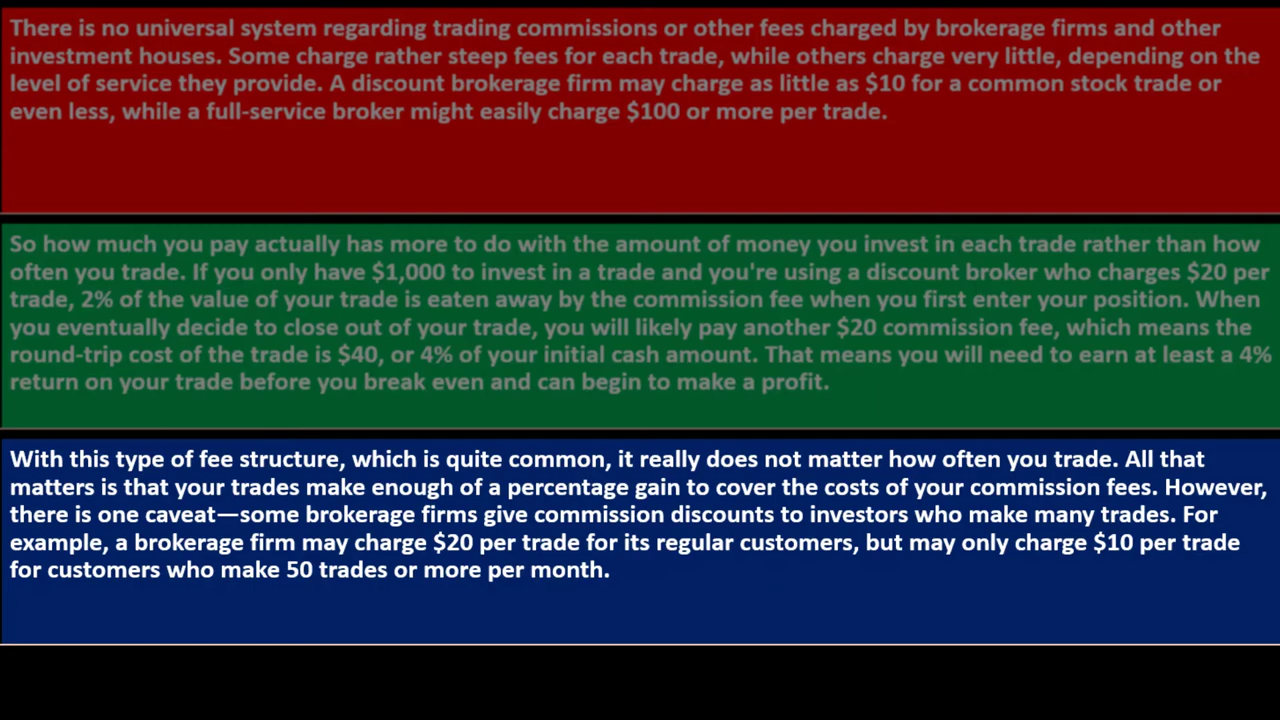 There is no universal system regarding trading commissions or other fees charged by brokerage firms and other
investment houses. Some charge rather steep fees for each trade, while others charge very little, depending on the
level of service they provide. A discount brokerage firm may charge as little as $10 for a common stock trade or
even less, while a full-service broker might easily charge $100 or more per trade.
So how much you pay actually has more to do with the amount of money you invest in each trade rather than how
often you trade. If you only have $1,000 to invest in a trade and you're using a discount broker who charges $20 per
trade, 2% of the value of your trade is eaten away by the commission fee when you first enter your position. When
you eventually decide to close out of your trade, you will likely pay another $20 commission fee, which means the
round-trip cost of the trade is $40, or 4% of your initial cash amount. That means you will need to earn at least a 4%
return on your trade before you break even and can begin to make a profit.
With this type of fee structure, which is quite common, it really does not matter how often you trade. All that
matters is that your trades make enough of a percentage gain to cover the costs of your commission fees. However,
there is one caveat—some brokerage firms give commission discounts to investors who make many trades. For
example, a brokerage firm may charge $20 per trade for its regular customers, but may only charge $10 per trade
for customers who make 50 trades or more per month.